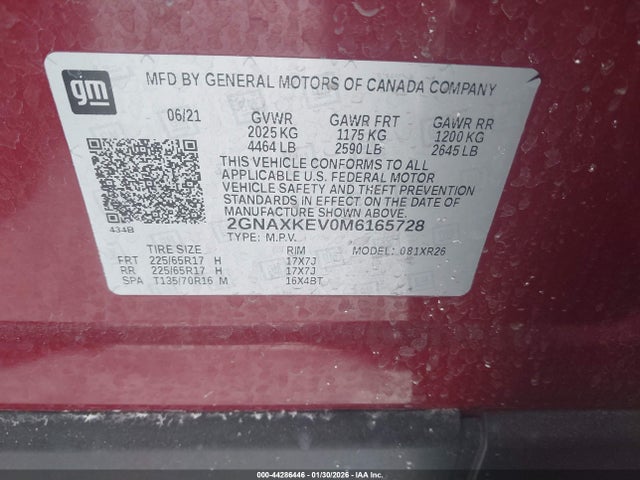 gm
MFD BY GENERAL MOTORS OF CANADA COMPANY
06/21 GVWR GAWR FRT GAWR RR
2025 KG 1175 KG 1200 KG
4464 LB 2590 LB 2645 LB
THIS VEHICLE CONFORMS TO ALL
APPLICABLE U.S. FEDERAL MOTOR
VEHICLE SAFETY AND THEFT PREVENTION
STANDARDS IN EFFECT ON THE DATE OF
MANUFACTURE SHOWN ABOVE.
434B 2GNAXKEV0M6165728
TYPE: M.P.V. MODEL: 081XR26
TIRE SIZE RIM
FRT 225/65R17 H 17X7J
RR 225/65R17 H 17X7J
SPA T135/70R16 M 16X4BT
000-44286446 - 01/30/2026 - IAA Inc.